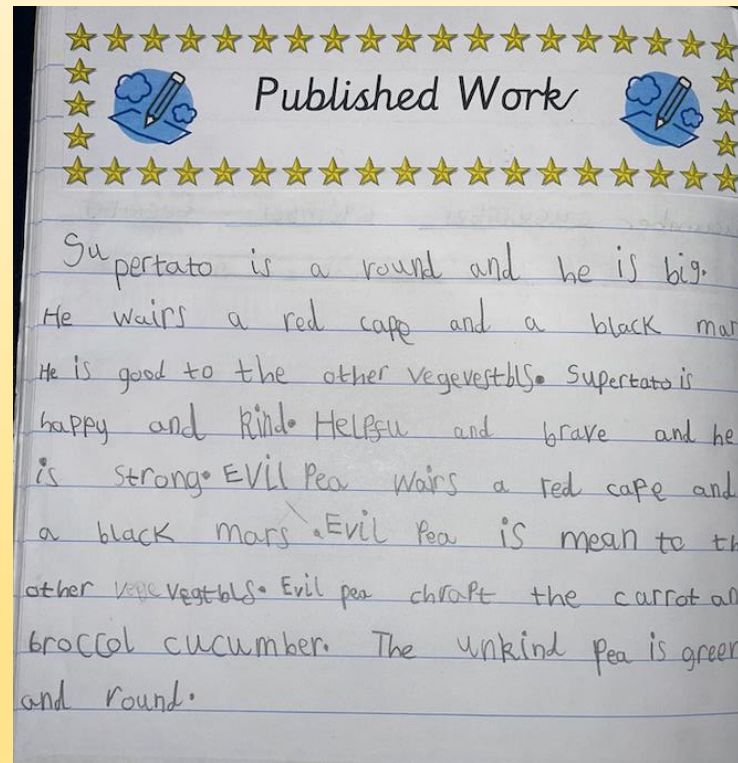 Published Work
Supertato is a round and he is big.
He wairs a red cape and a black mar
He is good to the other vegevestbls. Supertato is
happy and kind. Helpfu and brave and he
is strong. EVil Pea wairs a red cape and
a black mars. Evil Pea is mean to th
other vegtbls. Evil pea chrapt the carrot an
broccol cucumber. The unkind pea is green
and round.